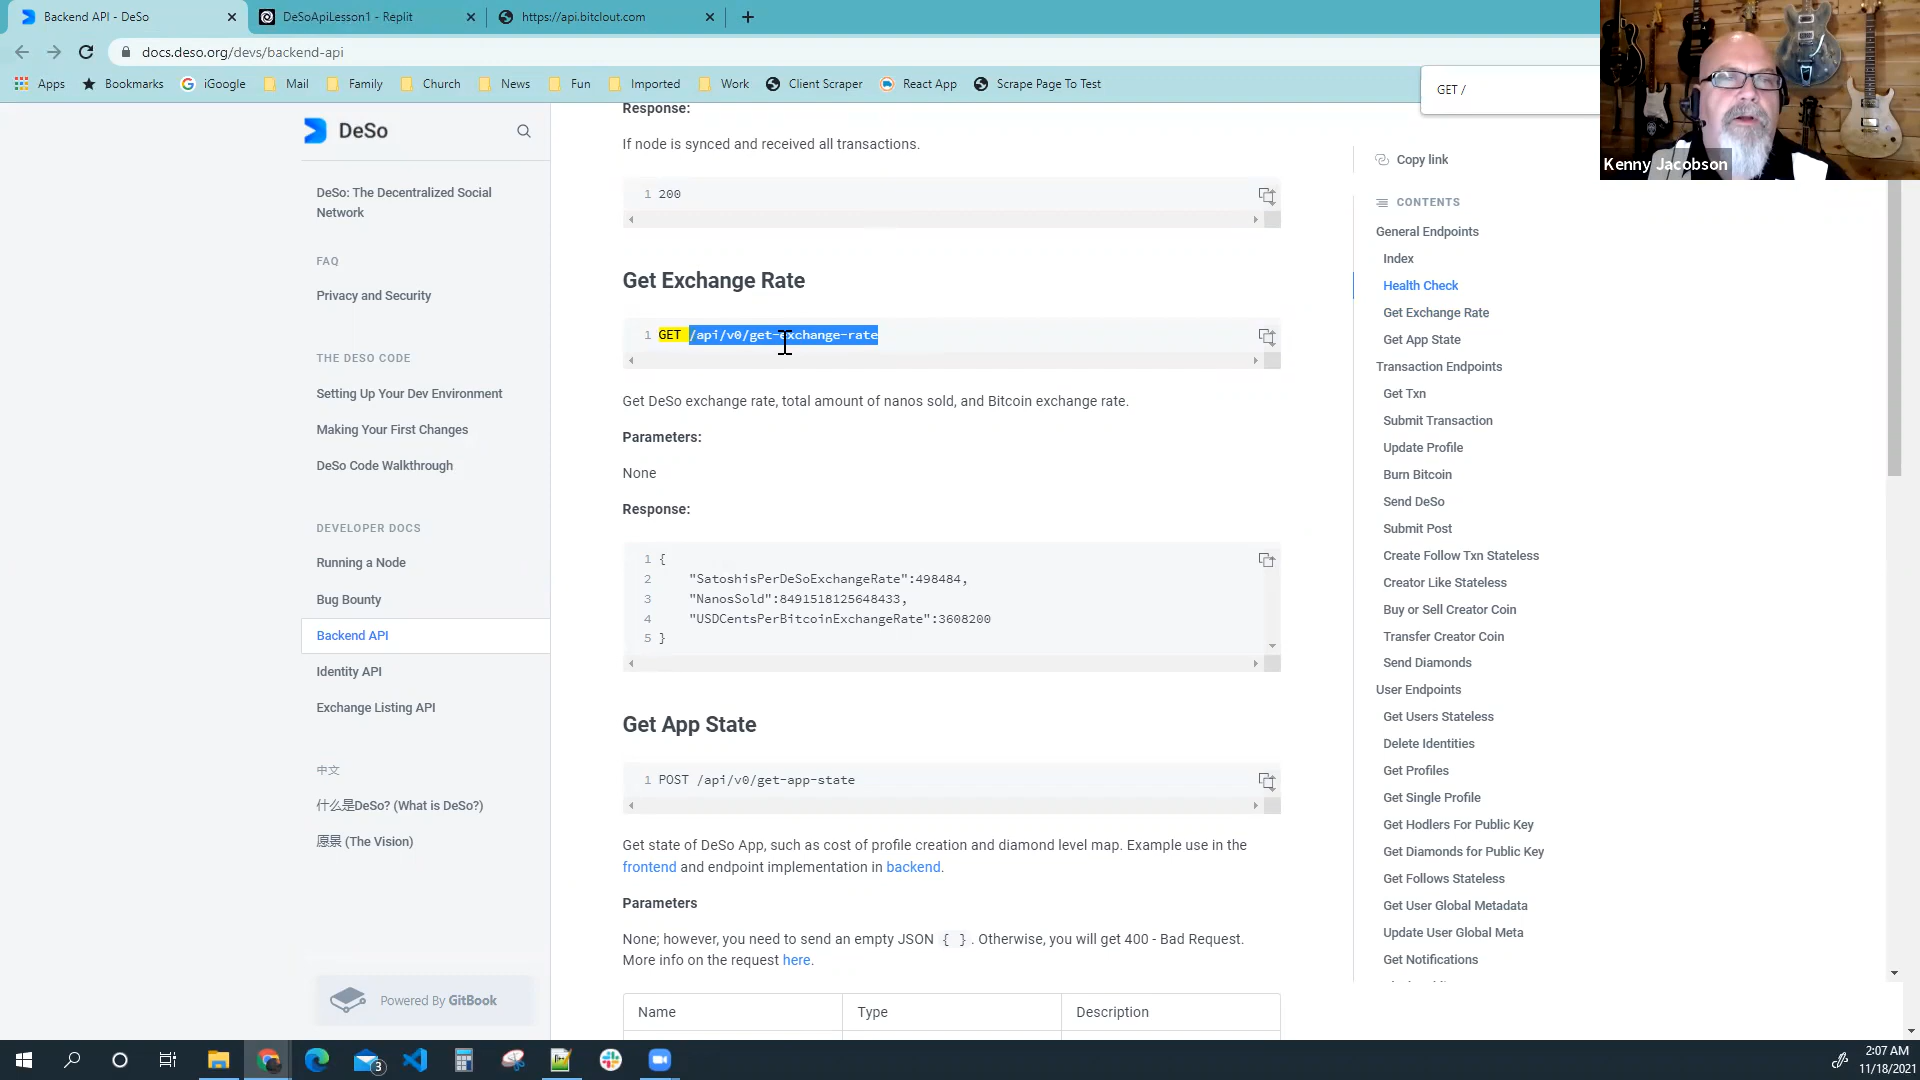 Backend API - DeSo
DeSoApiLesson1 - Replit
https://api.bitclout.com
docs.deso.org/devs/backend-api
Apps
Bookmarks
iGoogle
Mail
Family
Church
News
Fun
Imported
Work
Client Scraper
React App
Scrape Page To Test
GET /
Kenny Jacobson
DeSo
DeSo: The Decentralized Social
Network
FAQ
Privacy and Security
THE DESO CODE
Setting Up Your Dev Environment
Making Your First Changes
DeSo Code Walkthrough
DEVELOPER DOCS
Running a Node
Bug Bounty
Backend API
Identity API
Exchange Listing API
中文
什么是DeSo? (What is DeSo?)
愿景 (The Vision)
Powered By GitBook
Response:
If node is synced and received all transactions.
1 200
Get Exchange Rate
1 GET /api/v0/get-exchange-rate
Get DeSo exchange rate, total amount of nanos sold, and Bitcoin exchange rate.
Parameters:
None
Response:
1 {
2 "SatoshisPerDeSoExchangeRate":498484,
3 "NanosSold":8491518125648433,
4 "USDCentsPerBitcoinExchangeRate":3608200
5 }
Get App State
1 POST /api/v0/get-app-state
Get state of DeSo App, such as cost of profile creation and diamond level map. Example use in the
frontend and endpoint implementation in backend.
Parameters
None; however, you need to send an empty JSON { }. Otherwise, you will get 400 - Bad Request.
More info on the request here.
Name Type Description
Copy link
CONTENTS
General Endpoints
Index
Health Check
Get Exchange Rate
Get App State
Transaction Endpoints
Get Txn
Submit Transaction
Update Profile
Burn Bitcoin
Send DeSo
Submit Post
Create Follow Txn Stateless
Creator Like Stateless
Buy or Sell Creator Coin
Transfer Creator Coin
Send Diamonds
User Endpoints
Get Users Stateless
Delete Identities
Get Profiles
Get Single Profile
Get Hodlers For Public Key
Get Diamonds for Public Key
Get Follows Stateless
Get User Global Metadata
Update User Global Meta
Get Notifications
3
2:07 AM
11/18/2021